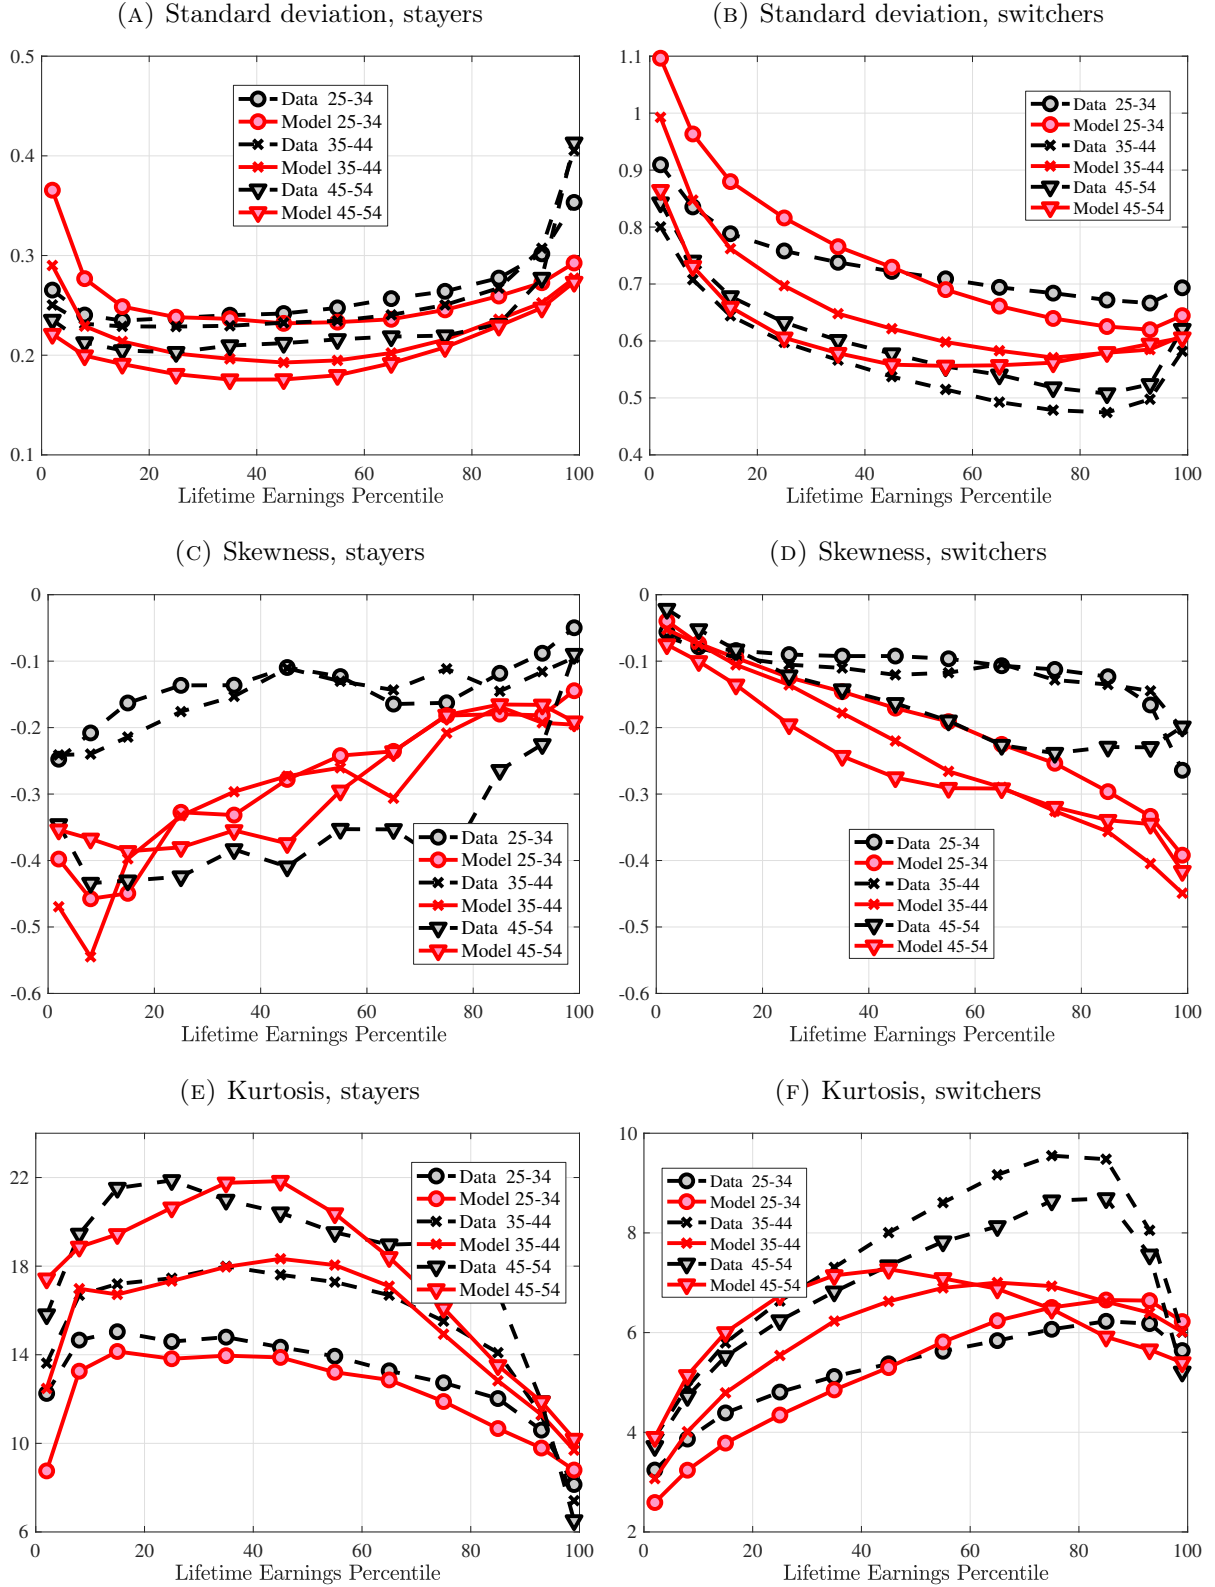 (A) Standard deviation, stayers
0.5
0.4
0.3
0.2
0.1
0 20 40 60 80 100
Lifetime Earnings Percentile
Data 25-34
Model 25-34
Data 35-44
Model 35-44
Data 45-54
Model 45-54
(B) Standard deviation, switchers
1.1
1
0.9
0.8
0.7
0.6
0.5
0.4
0 20 40 60 80 100
Lifetime Earnings Percentile
Data 25-34
Model 25-34
Data 35-44
Model 35-44
Data 45-54
Model 45-54
(C) Skewness, stayers
0
-0.1
-0.2
-0.3
-0.4
-0.5
-0.6
0 20 40 60 80 100
Lifetime Earnings Percentile
Data 25-34
Model 25-34
Data 35-44
Model 35-44
Data 45-54
Model 45-54
(D) Skewness, switchers
0
-0.1
-0.2
-0.3
-0.4
-0.5
-0.6
0 20 40 60 80 100
Lifetime Earnings Percentile
Data 25-34
Model 25-34
Data 35-44
Model 35-44
Data 45-54
Model 45-54
(E) Kurtosis, stayers
22
18
14
10
6
0 20 40 60 80 100
Lifetime Earnings Percentile
Data 25-34
Model 25-34
Data 35-44
Model 35-44
Data 45-54
Model 45-54
(F) Kurtosis, switchers
10
8
6
4
2
0 20 40 60 80 100
Lifetime Earnings Percentile
Data 25-34
Model 25-34
Data 35-44
Model 35-44
Data 45-54
Model 45-54